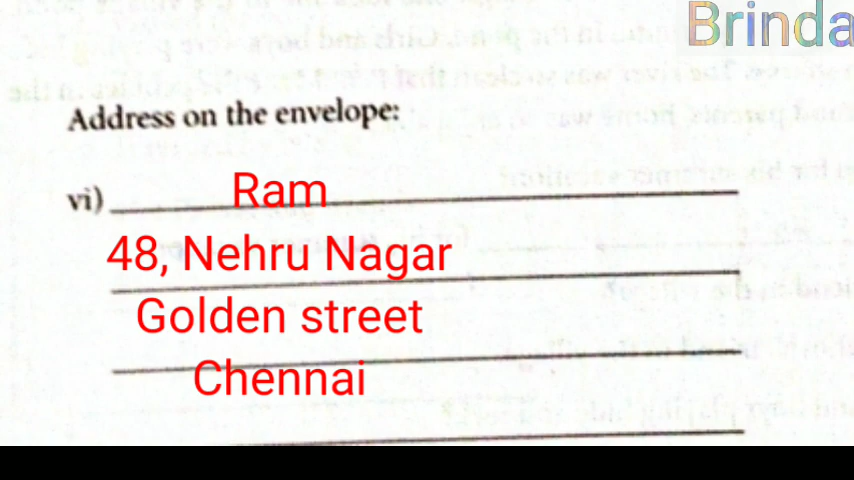 Brinda
Address on the envelope:
vi) Ram
48, Nehru Nagar
Golden street
Chennai